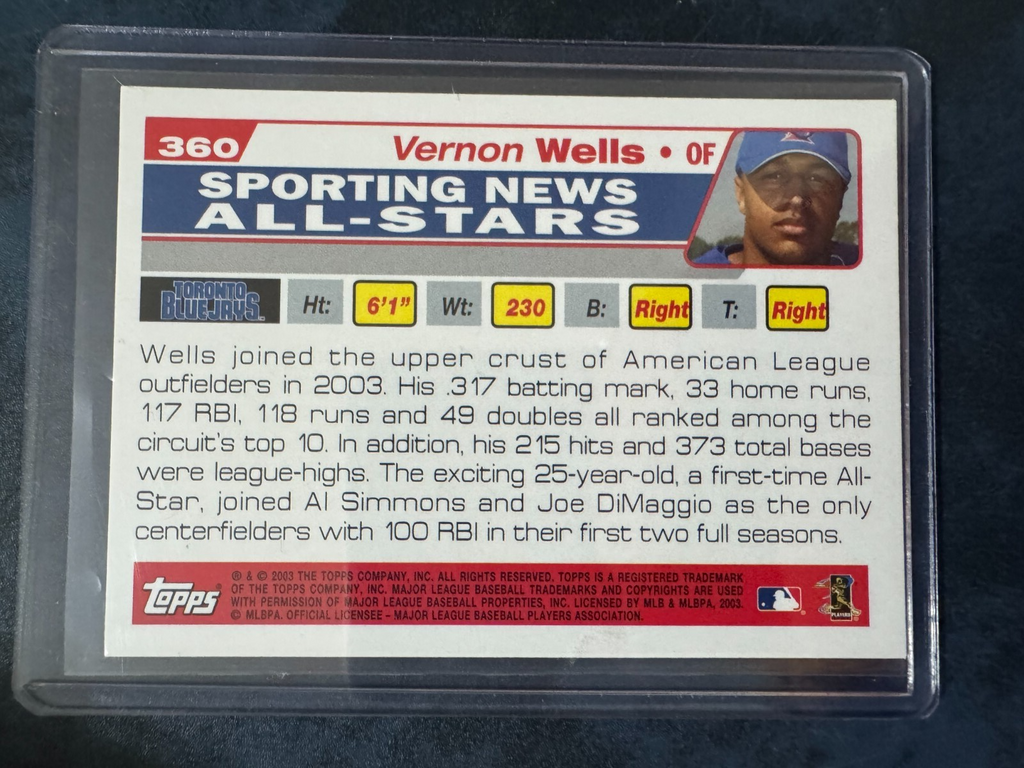 360
Vernon Wells • OF
SPORTING NEWS
ALL-STARS
TORONTO
BLUE JAYS
Ht: 6'1" Wt: 230 B: Right T: Right
Wells joined the upper crust of American League
outfielders in 2003. His .317 batting mark, 33 home runs,
117 RBI, 118 runs and 49 doubles all ranked among the
circuit's top 10. In addition, his 215 hits and 373 total bases
were league-highs. The exciting 25-year-old, a first-time All-
Star, joined Al Simmons and Joe DiMaggio as the only
centerfielders with 100 RBI in their first two full seasons.
Topps®
® & © 2003 THE TOPPS COMPANY, INC. ALL RIGHTS RESERVED. TOPPS IS A REGISTERED TRADEMARK
OF THE TOPPS COMPANY, INC. MAJOR LEAGUE BASEBALL TRADEMARKS AND COPYRIGHTS ARE USED
WITH PERMISSION OF MAJOR LEAGUE BASEBALL PROPERTIES, INC. LICENSED BY MLB & MLBPA, 2003.
© MLBPA. OFFICIAL LICENSEE – MAJOR LEAGUE BASEBALL PLAYERS ASSOCIATION.
PLAYERS